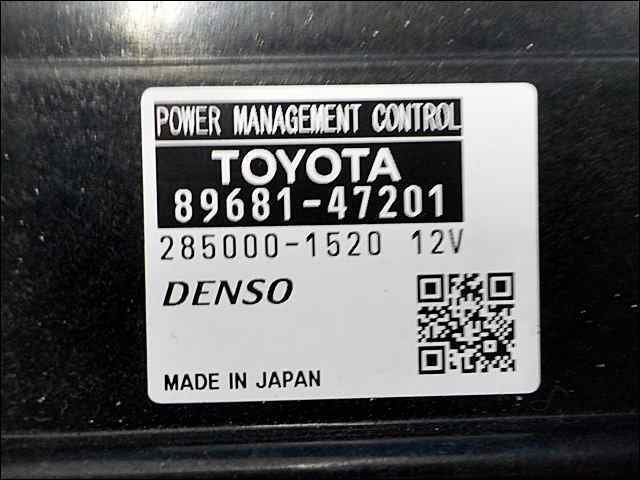 POWER MANAGEMENT CONTROL
TOYOTA
89681-47201
285000-1520 12V
DENSO
MADE IN JAPAN